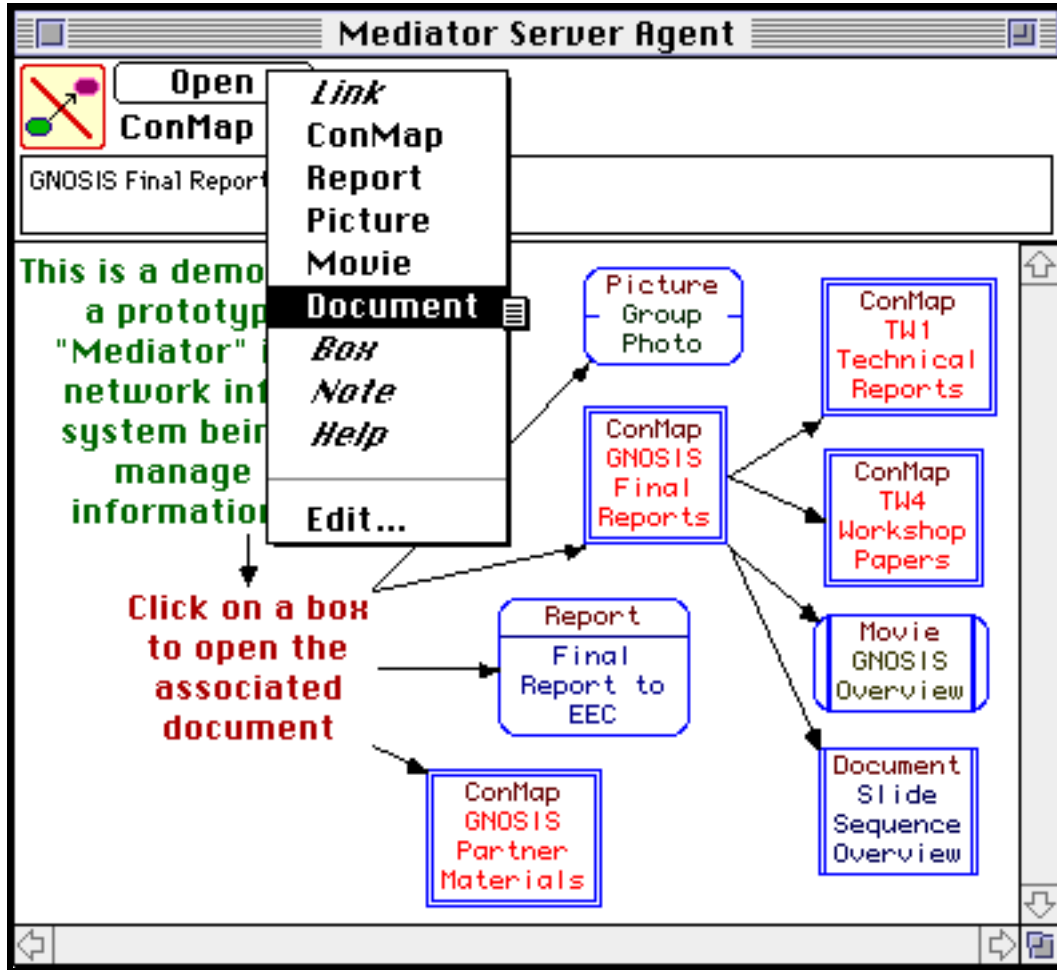 Mediator Server Agent
Open
ConMap
GNOSIS Final Report
Link
ConMap
Report
Picture
Movie
Document
Box
Note
Help
Edit...
This is a demo
a prototyp
"Mediator" i
network inf
system bein
manage
information
Click on a box
to open the
associated
document
Picture
Group
Photo
ConMap
GNOSIS
Final
Reports
Report
Final
Report to
EEC
ConMap
GNOSIS
Partner
Materials
ConMap
TW1
Technical
Reports
ConMap
TW4
Workshop
Papers
Movie
GNOSIS
Overview
Document
Slide
Sequence
Overview